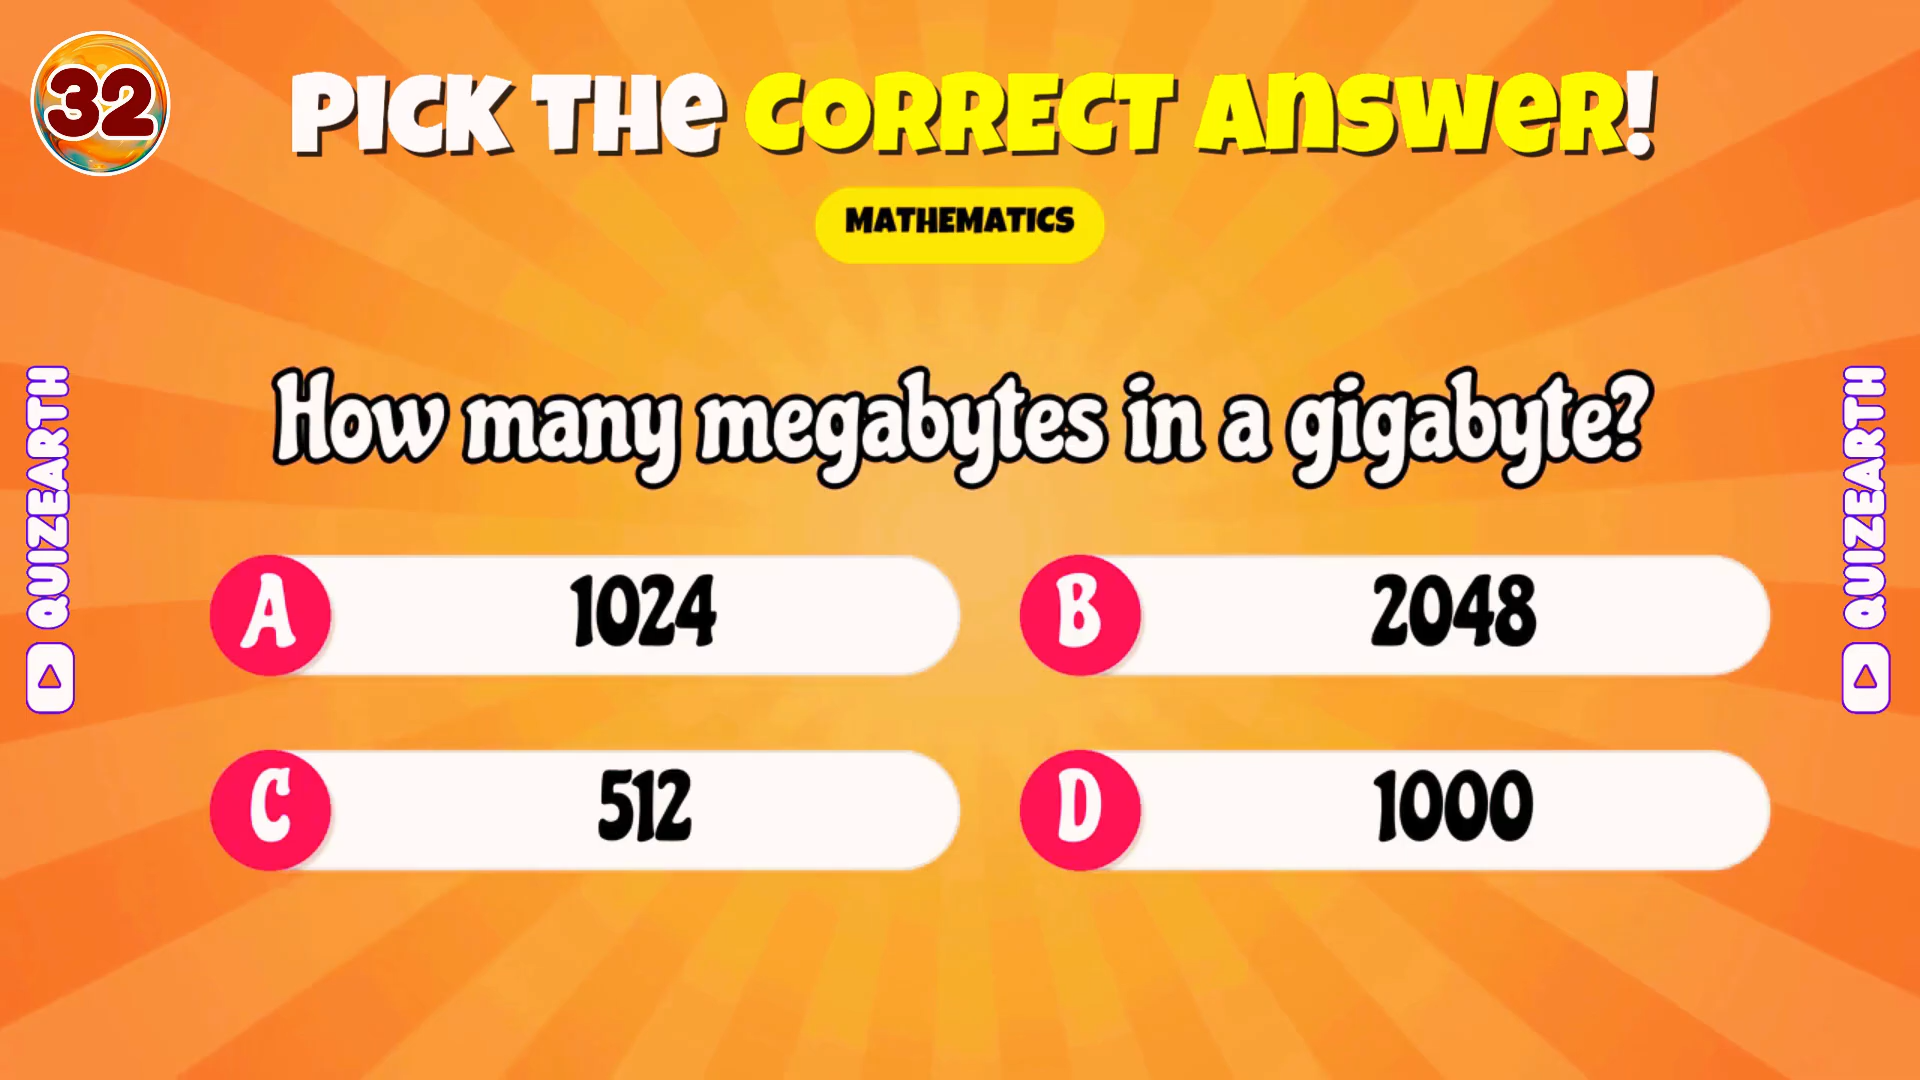 32
PICK THE CORRECT ANSWER!
MATHEMATICS
How many megabytes in a gigabyte?
A 1024
B 2048
C 512
D 1000
QUIZEARTH
QUIZEARTH